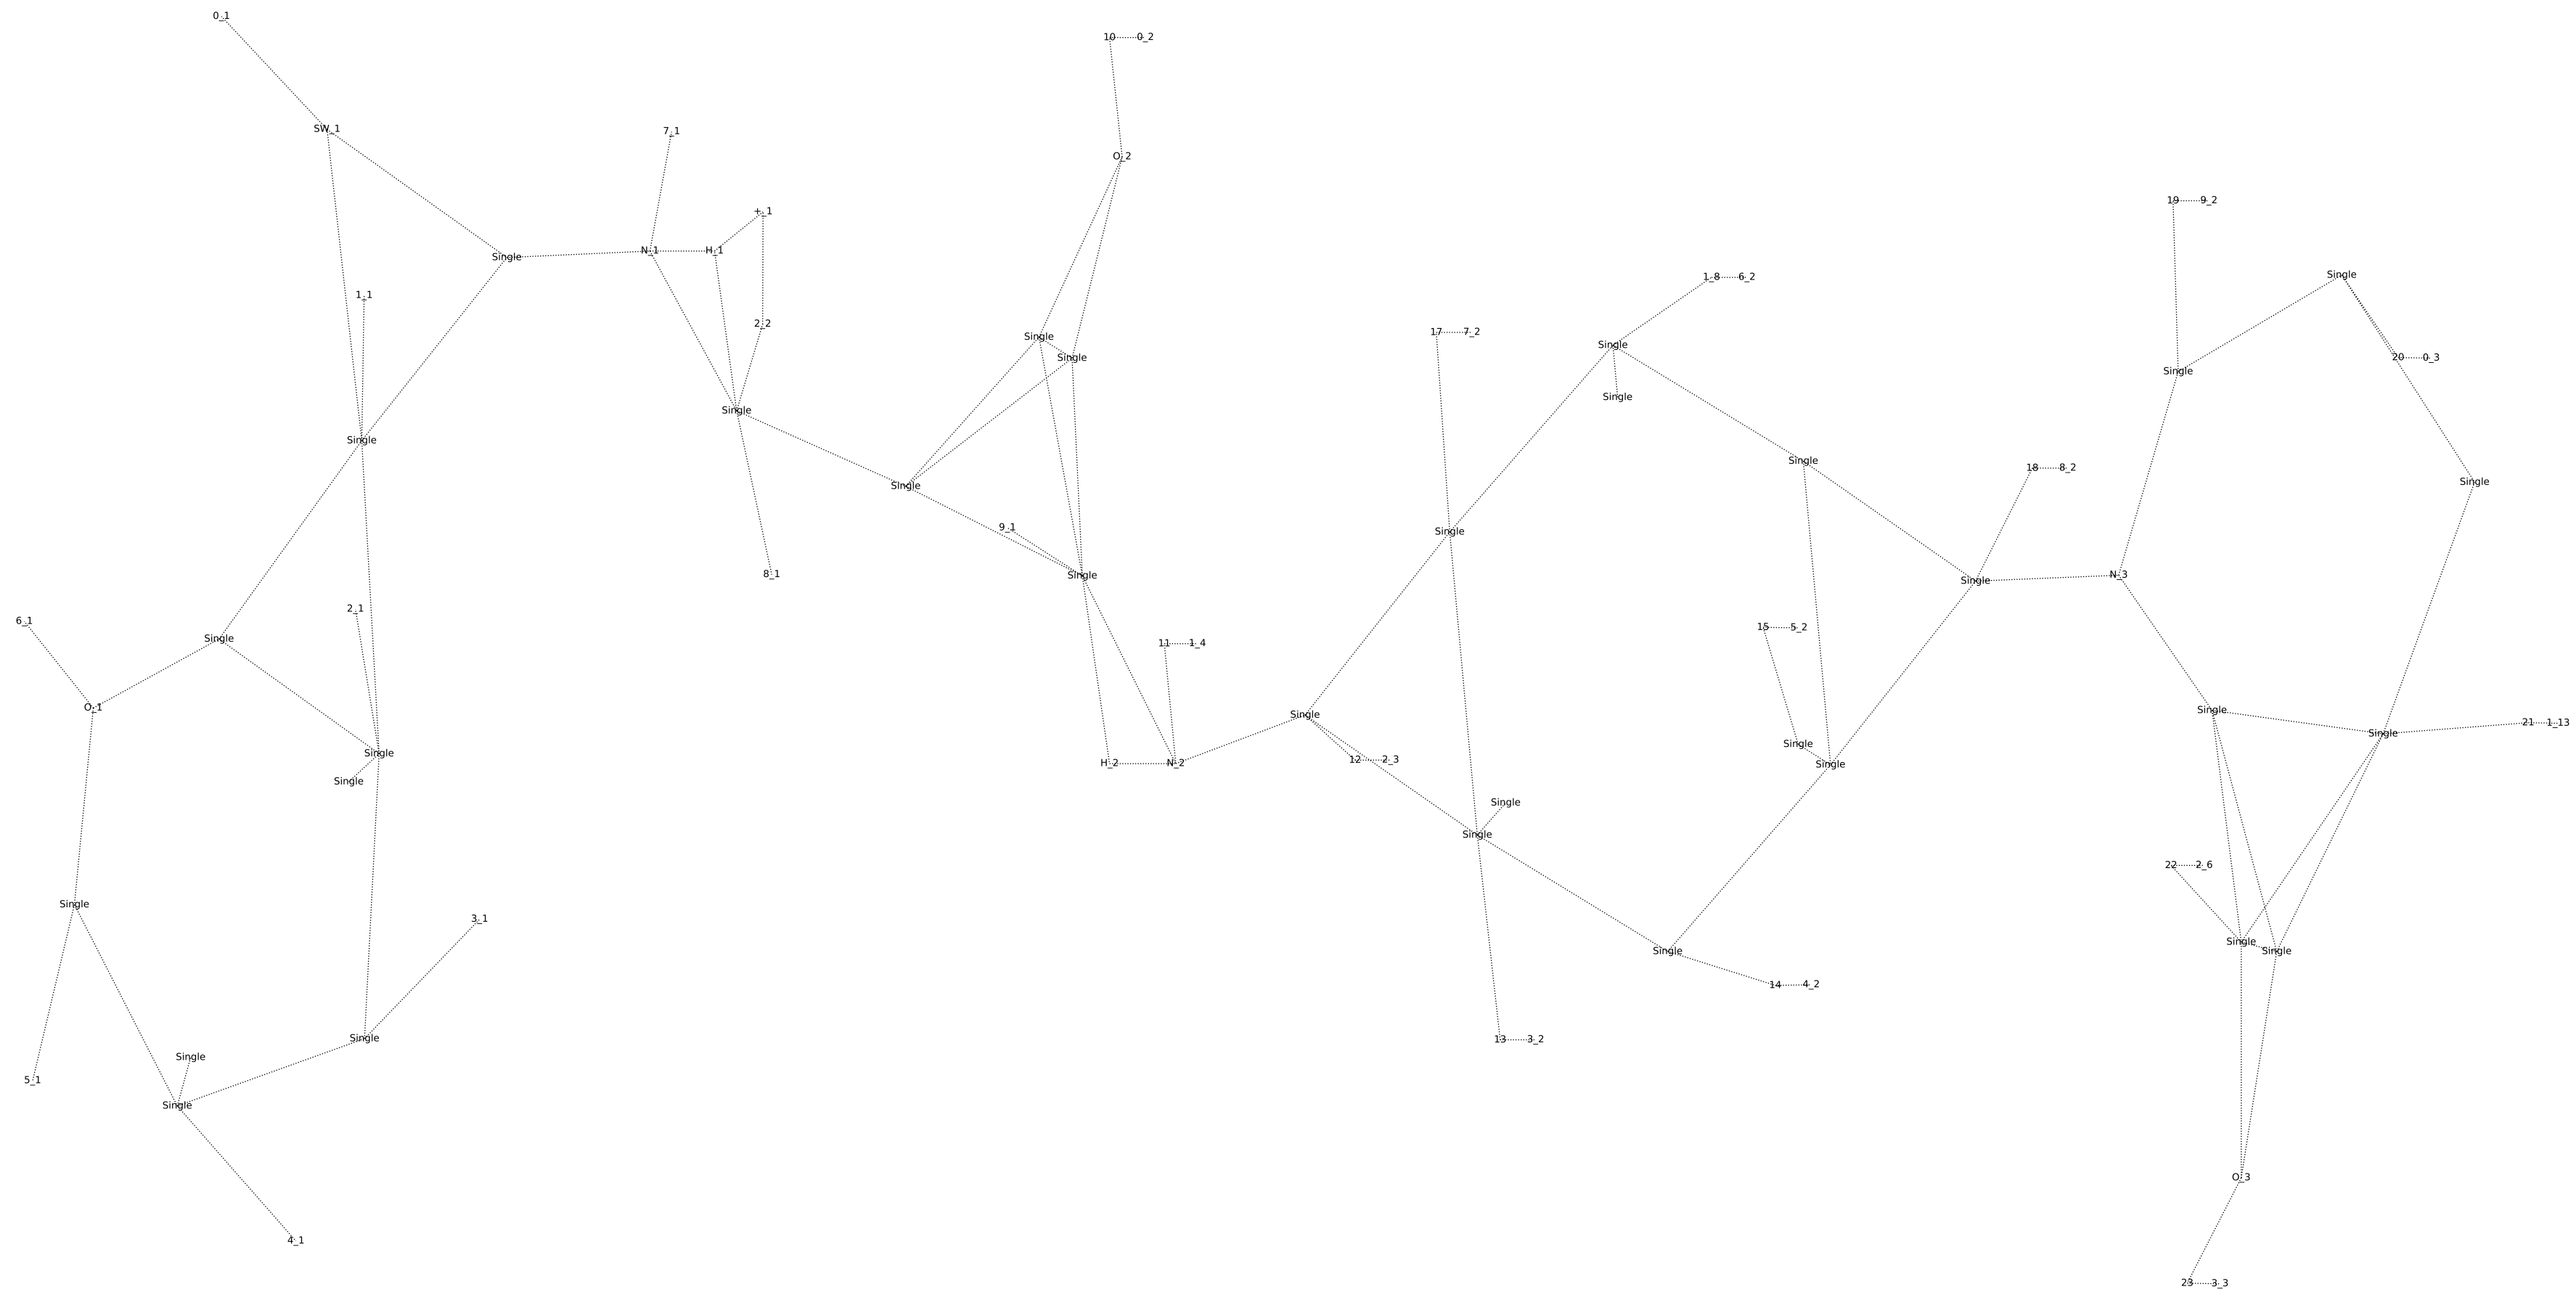 0_1
10 0_2
SW_1
7_1
O_2
19 9_2
+_1
N_1 H_1
Single
Single
1_8 6_2
1_1
2_2
17 7_2
Single
Single
Single
20 0_3
Single
Single
Single
Single
Single
18 8_2
Single
Single
9_1
Single
8_1
Single
N_3
Single
2_1
6_1
15 5_2
Single
11 1_4
O_1
Single
Single
21 1_13
Single
Single
Single
Single
12 2_3
H_2 N_2
Single
Single
Single
Single
22 2_6
Single
3_1
Single
Single
Single
14 4_2
Single
13 3_2
Single
5_1
Single
O_3
4_1
23 3_3